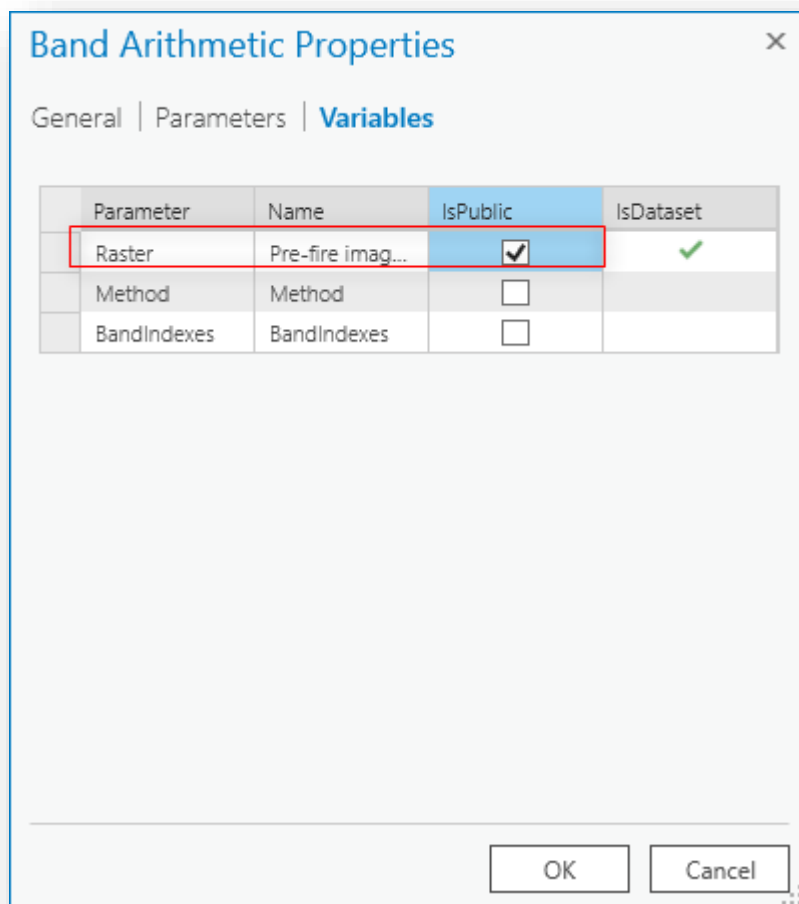 Band Arithmetic Properties
General | Parameters | Variables
Parameter Name IsPublic IsDataset
Raster Pre-fire imag...
Method Method
BandIndexes BandIndexes
OK Cancel